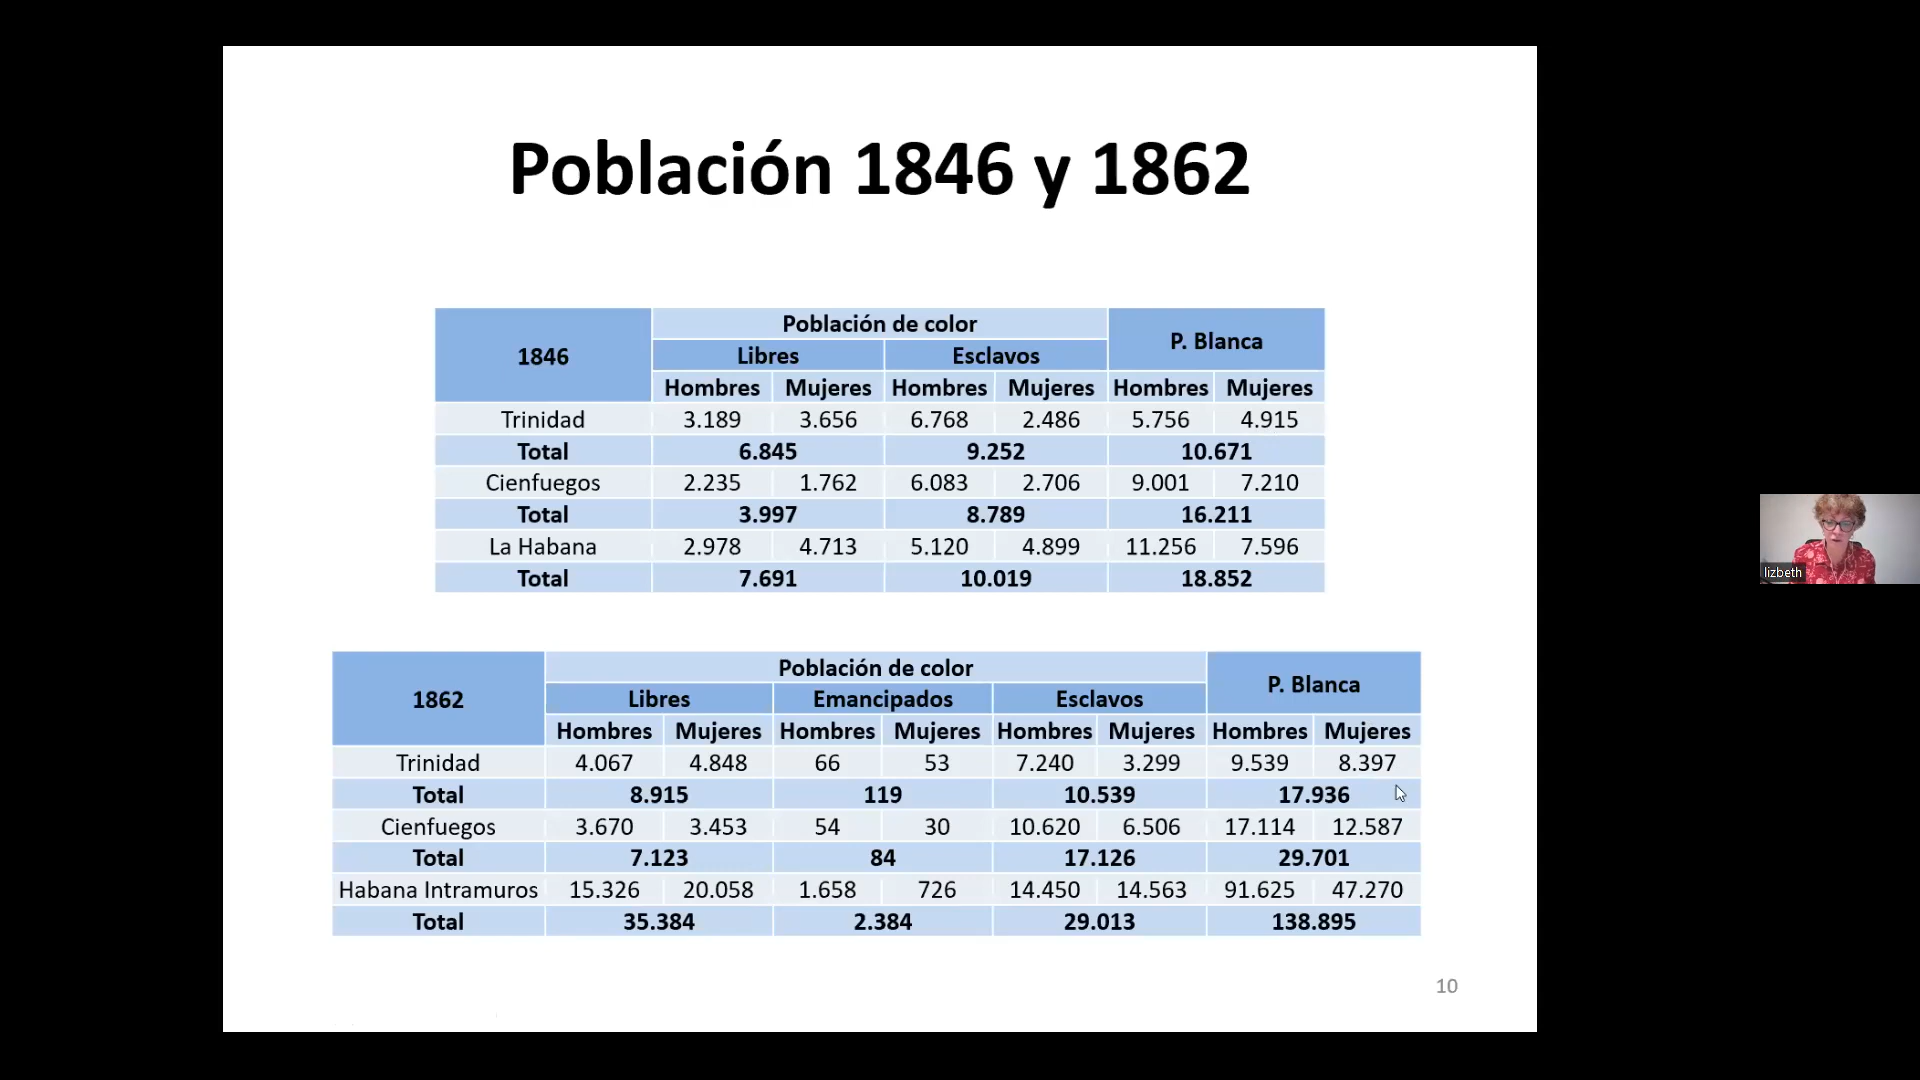 Población 1846 y 1862
1846 Población de color P. Blanca
Libres Esclavos
Hombres Mujeres Hombres Mujeres Hombres Mujeres
Trinidad 3.189 3.656 6.768 2.486 5.756 4.915
Total 6.845 9.252 10.671
Cienfuegos 2.235 1.762 6.083 2.706 9.001 7.210
Total 3.997 8.789 16.211
La Habana 2.978 4.713 5.120 4.899 11.256 7.596
Total 7.691 10.019 18.852
1862 Población de color P. Blanca
Libres Emancipados Esclavos
Hombres Mujeres Hombres Mujeres Hombres Mujeres Hombres Mujeres
Trinidad 4.067 4.848 66 53 7.240 3.299 9.539 8.397
Total 8.915 119 10.539 17.936
Cienfuegos 3.670 3.453 54 30 10.620 6.506 17.114 12.587
Total 7.123 84 17.126 29.701
Habana Intramuros 15.326 20.058 1.658 726 14.450 14.563 91.625 47.270
Total 35.384 2.384 29.013 138.895
10
lizbeth